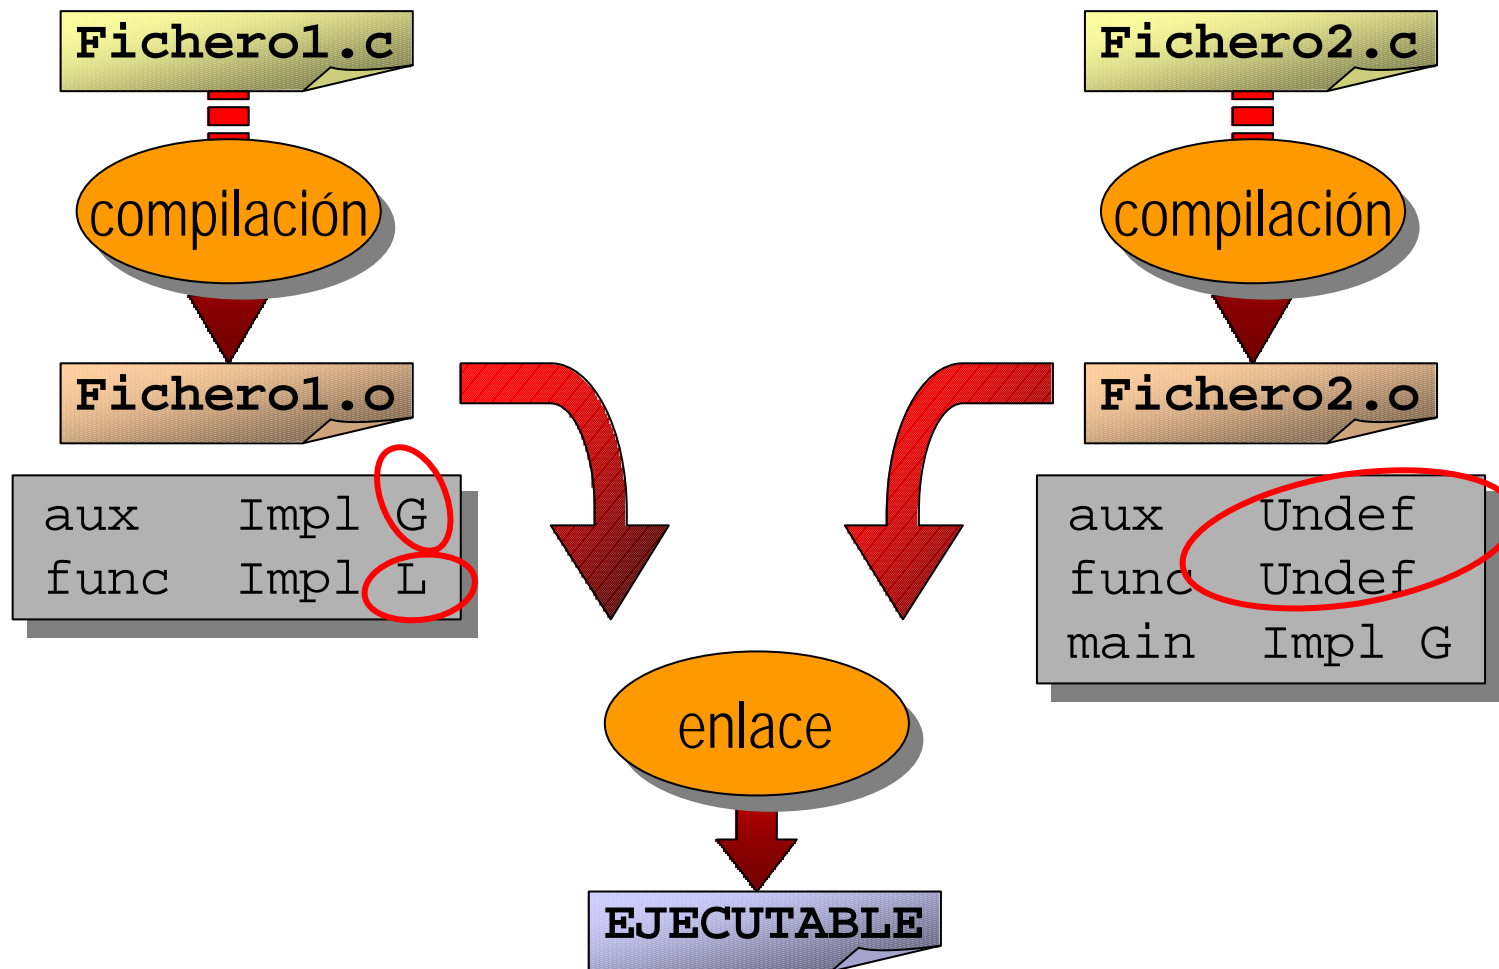 Fichero1.c
Fichero2.c
compilación
compilación
Fichero1.o
Fichero2.o
aux Impl G
func Impl L
aux Undef
func Undef
main Impl G
enlace
EJECUTABLE